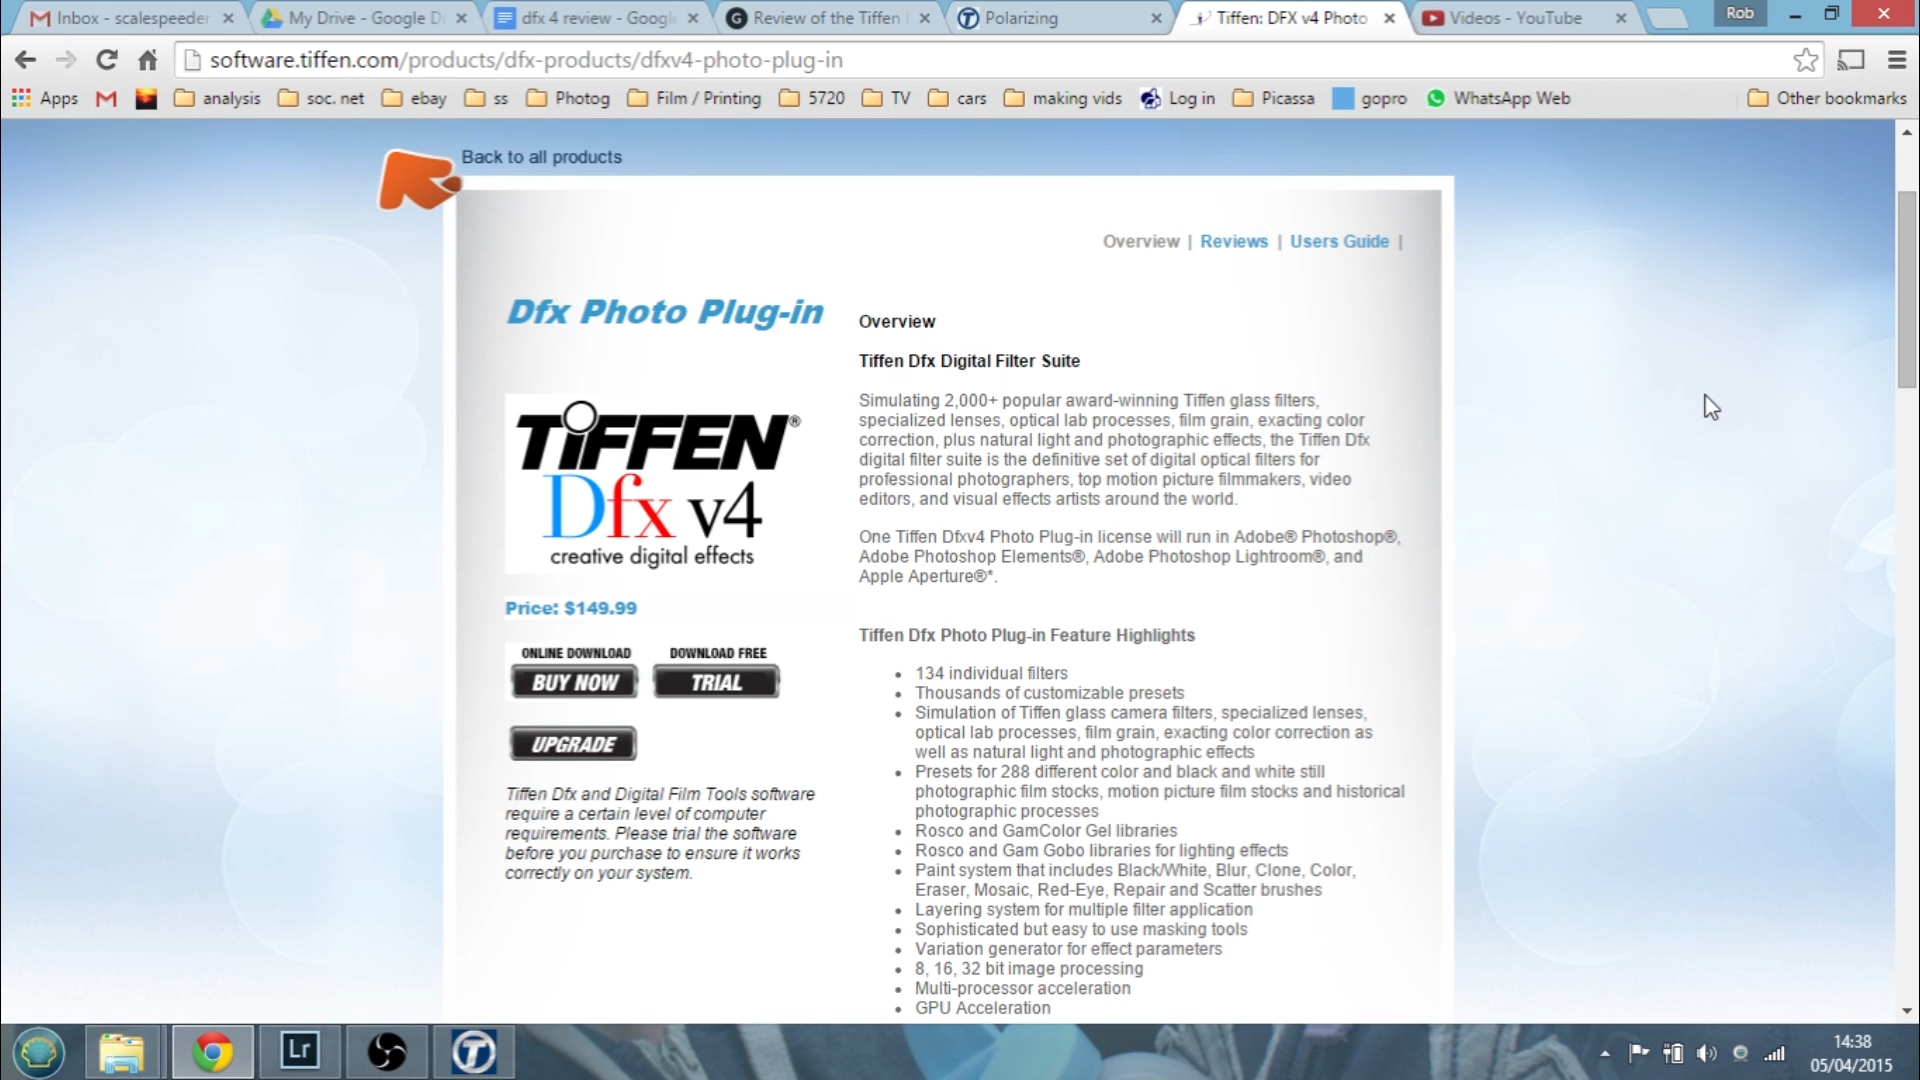 Inbox - scalespeeder
My Drive - Google D
dfx 4 review - Googl
Review of the Tiffen
Polarizing
Tiffen: DFX v4 Photo
Videos - YouTube
Rob
software.tiffen.com/products/dfx-products/dfxv4-photo-plug-in
Apps
analysis
soc. net
ebay
ss
Photog
Film / Printing
5720
TV
cars
making vids
Log in
Picassa
gopro
WhatsApp Web
Other bookmarks
Back to all products
Overview | Reviews | Users Guide |
Dfx Photo Plug-in
TIFFEN®
Dfx v4
creative digital effects
Price: $149.99
ONLINE DOWNLOAD
BUY NOW
DOWNLOAD FREE
TRIAL
UPGRADE
Tiffen Dfx and Digital Film Tools software
require a certain level of computer
requirements. Please trial the software
before you purchase to ensure it works
correctly on your system.
Overview
Tiffen Dfx Digital Filter Suite
Simulating 2,000+ popular award-winning Tiffen glass filters,
specialized lenses, optical lab processes, film grain, exacting color
correction, plus natural light and photographic effects, the Tiffen Dfx
digital filter suite is the definitive set of digital optical filters for
professional photographers, top motion picture filmmakers, video
editors, and visual effects artists around the world.
One Tiffen Dfxv4 Photo Plug-in license will run in Adobe® Photoshop®,
Adobe Photoshop Elements®, Adobe Photoshop Lightroom®, and
Apple Aperture®*.
Tiffen Dfx Photo Plug-in Feature Highlights
• 134 individual filters
• Thousands of customizable presets
• Simulation of Tiffen glass camera filters, specialized lenses,
optical lab processes, film grain, exacting color correction as
well as natural light and photographic effects
• Presets for 288 different color and black and white still
photographic film stocks, motion picture film stocks and historical
photographic processes
• Rosco and GamColor Gel libraries
• Rosco and Gam Gobo libraries for lighting effects
• Paint system that includes Black/White, Blur, Clone, Color,
Eraser, Mosaic, Red-Eye, Repair and Scatter brushes
• Layering system for multiple filter application
• Sophisticated but easy to use masking tools
• Variation generator for effect parameters
• 8, 16, 32 bit image processing
• Multi-processor acceleration
• GPU Acceleration
Lr
T
14:38
05/04/2015